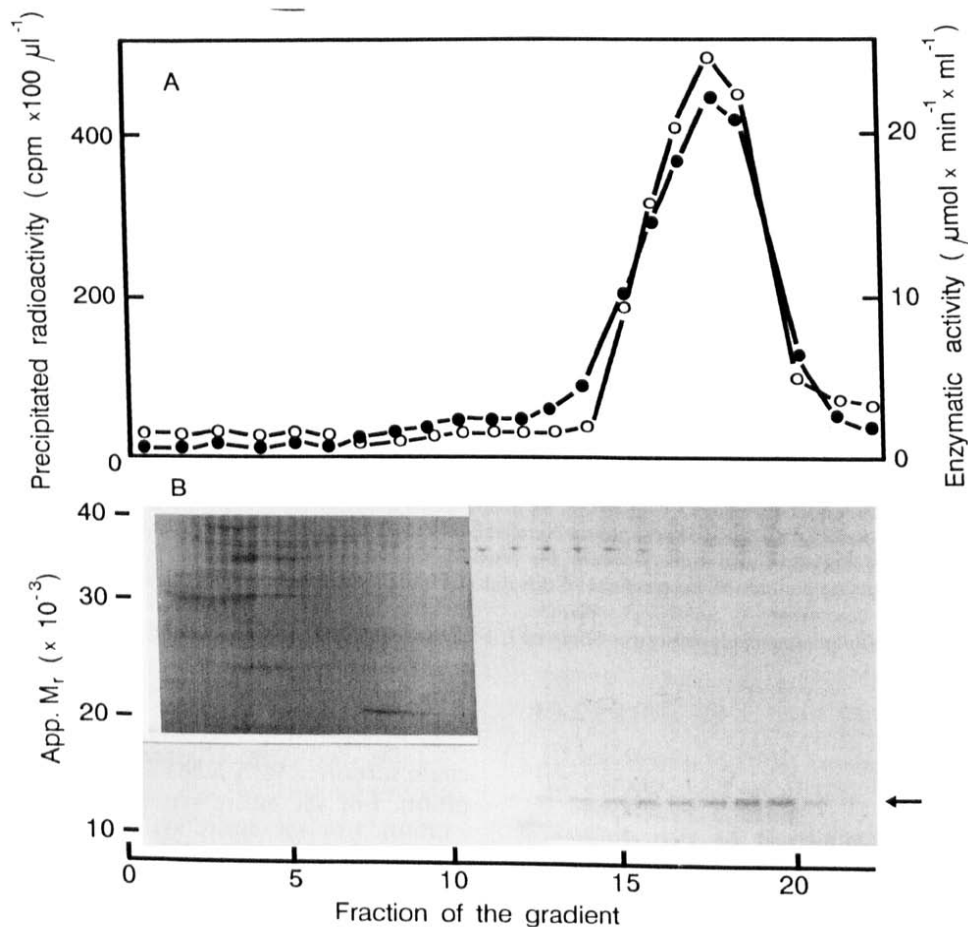 A
Precipitated radioactivity (cpm ×100 µl⁻¹)
400
200
0
Enzymatic activity (µmol × min⁻¹ × ml⁻¹)
20
10
0
B
App. Mᵣ (× 10⁻³)
40
30
20
10
0 5 10 15 20
Fraction of the gradient